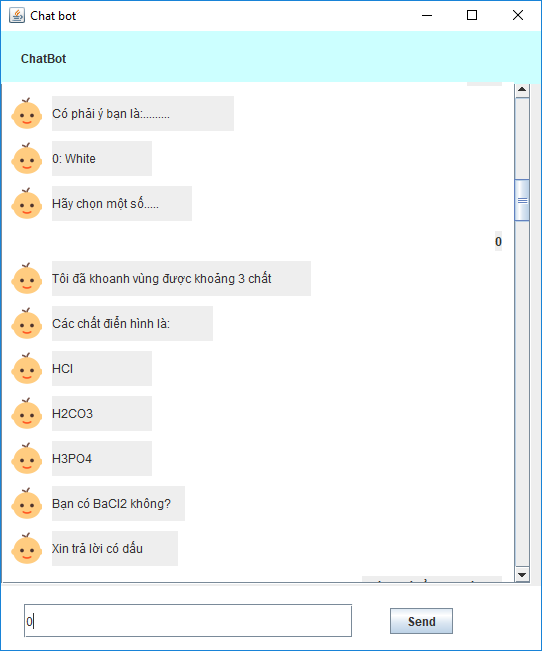 Chat bot
ChatBot
Có phải ý bạn là:.........
0: White
Hãy chọn một số.....
0
Tôi đã khoanh vùng được khoảng 3 chất
Các chất điển hình là:
HCl
H2CO3
H3PO4
Bạn có BaCl2 không?
Xin trả lời có dấu
0
Send